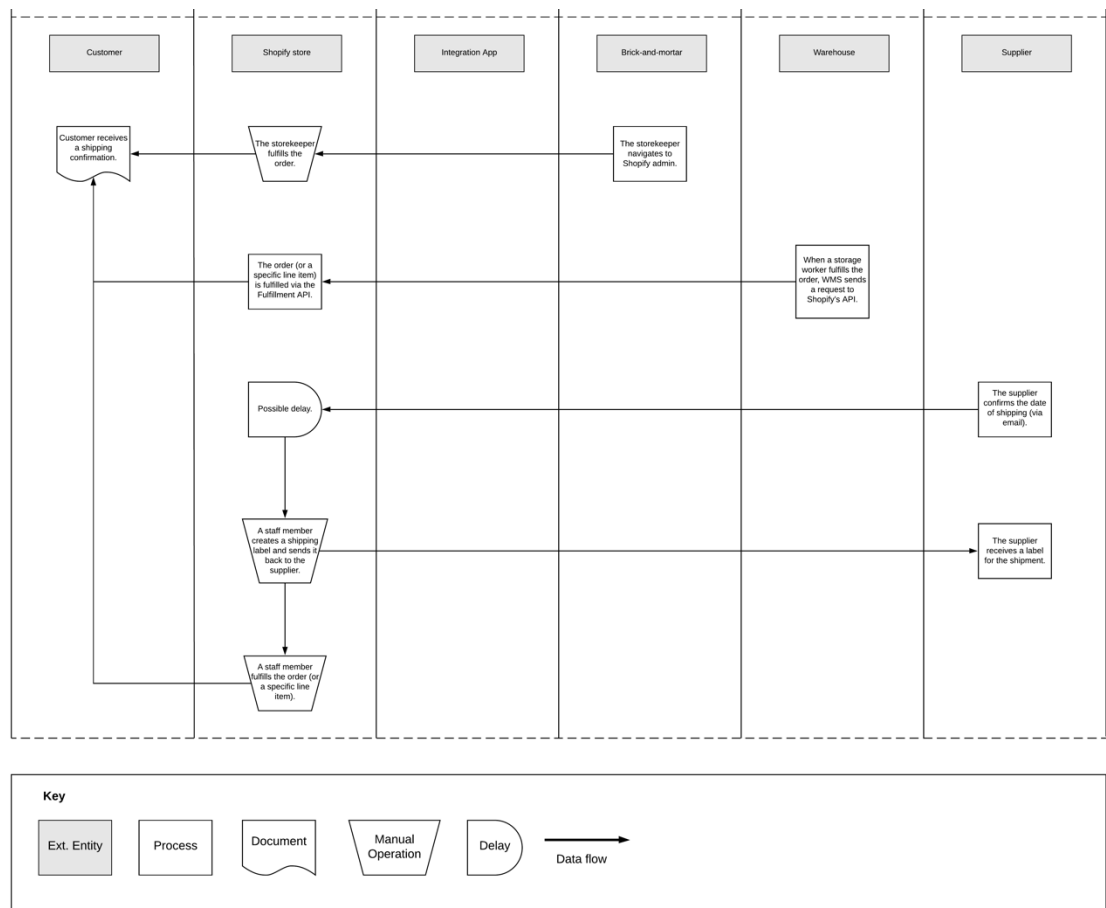 Customer
Shopify store
Integration App
Brick-and-mortar
Warehouse
Supplier
Customer receives
a shipping
confirmation.
The storekeeper
fulfills the
order.
The storekeeper
navigates to
Shopify admin.
The order (or a
specific line item)
is fulfilled via the
Fulfillment API.
When a storage
worker fulfills the
order, WMS sends
a request to
Shopify's API.
Possible delay.
The supplier
confirms the date
of shipping (via
email).
A staff member
creates a shipping
label and sends it
back to the
supplier.
The supplier
receives a label
for the shipment.
A staff member
fulfills the order (or
a specific line
item).
Key
Ext. Entity
Process
Document
Manual
Operation
Delay
Data flow